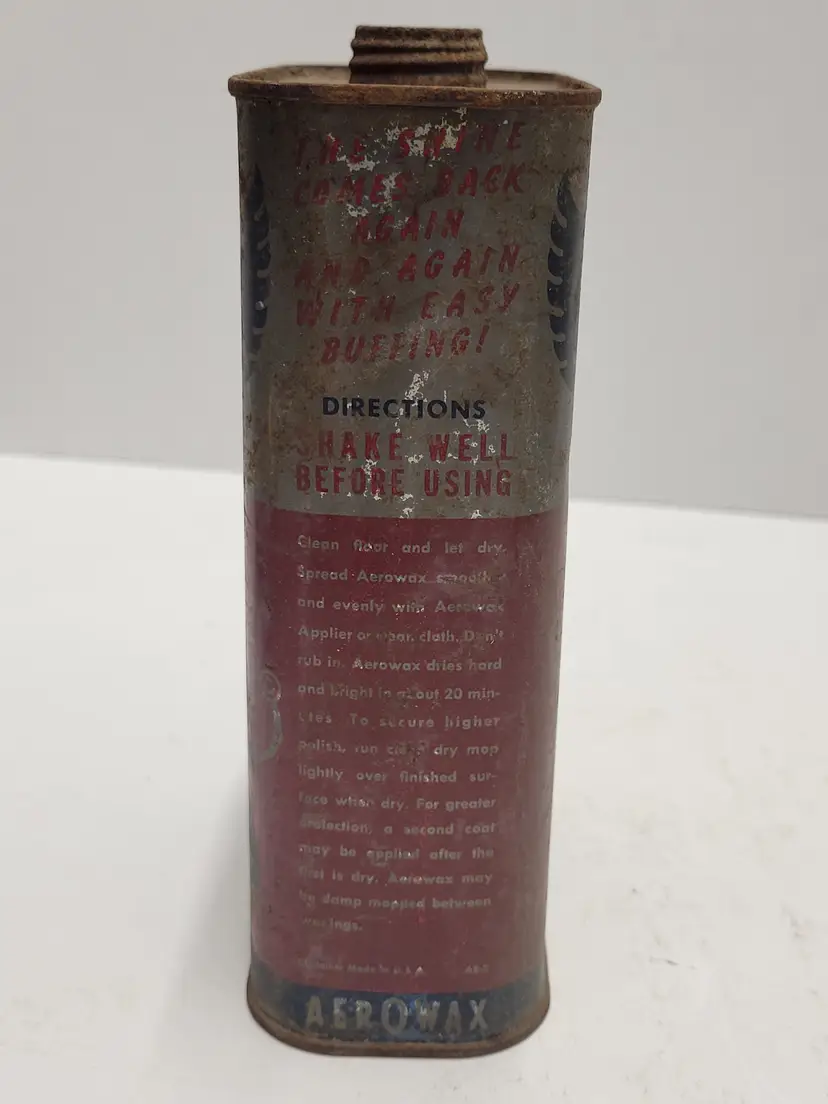 THE SHINE
COMES BACK
AGAIN
AND AGAIN
WITH EASY
BUFFING!
DIRECTIONS
SHAKE WELL
BEFORE USING
Clean floor and let dry.
Spread Aerowax smoothly
and evenly with Aerowax
Applier or cloth. Don't
rub in. Aerowax dries hard
and bright in about 20 min-
utes. To secure higher
polish, run clean dry mop
lightly over finished sur-
face when dry. For greater
protection, a second coat
may be applied after the
first is dry. Aerowax may
be damp mopped between
waxings.
Made in U.S.A.
AEROWAX